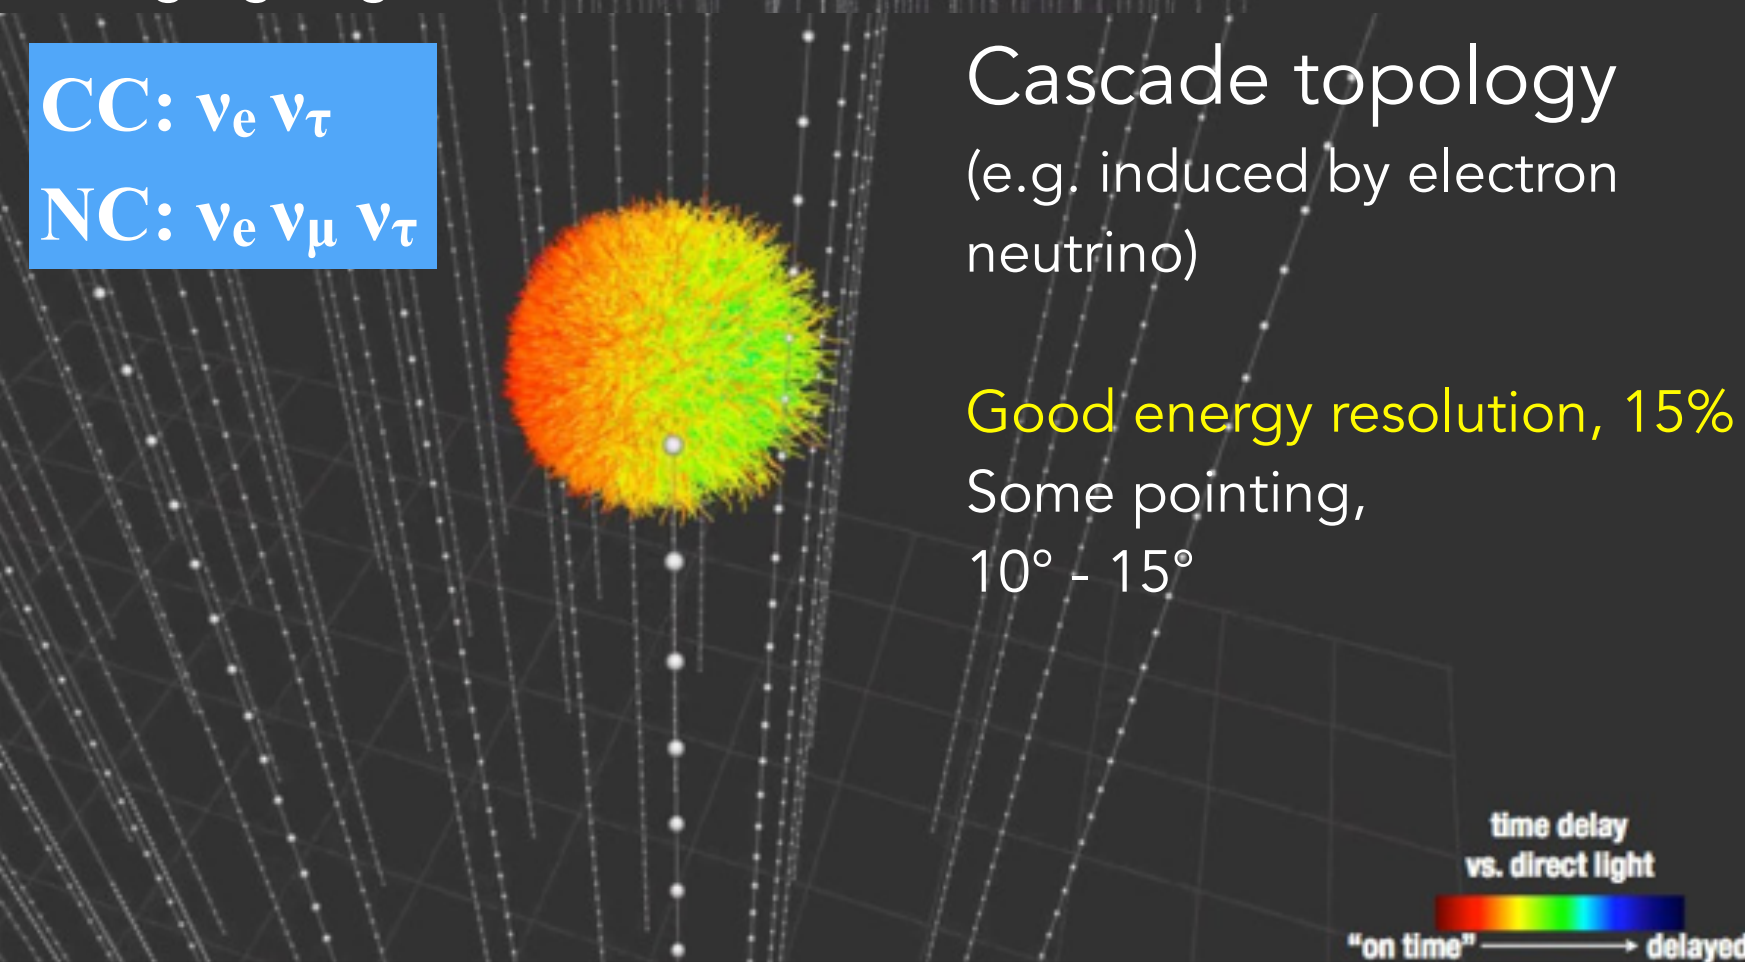 CC: νe ντ
NC: νe νμ ντ
Cascade topology
(e.g. induced by electron
neutrino)
Good energy resolution, 15%
Some pointing,
10° - 15°
time delay
vs. direct light
"on time" → delayed